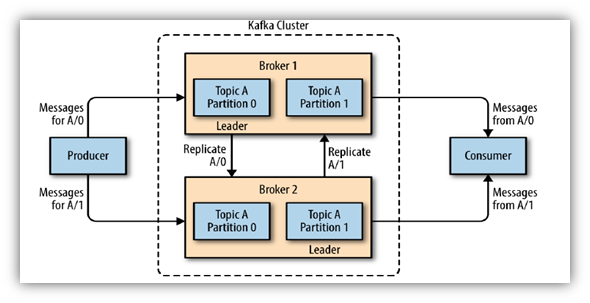 Kafka Cluster
Broker 1
Topic A
Partition 0
Topic A
Partition 1
Leader
Messages
for A/0
Messages
from A/0
Producer
Replicate
A/0
Replicate
A/1
Consumer
Messages
for A/1
Messages
from A/1
Broker 2
Topic A
Partition 0
Topic A
Partition 1
Leader